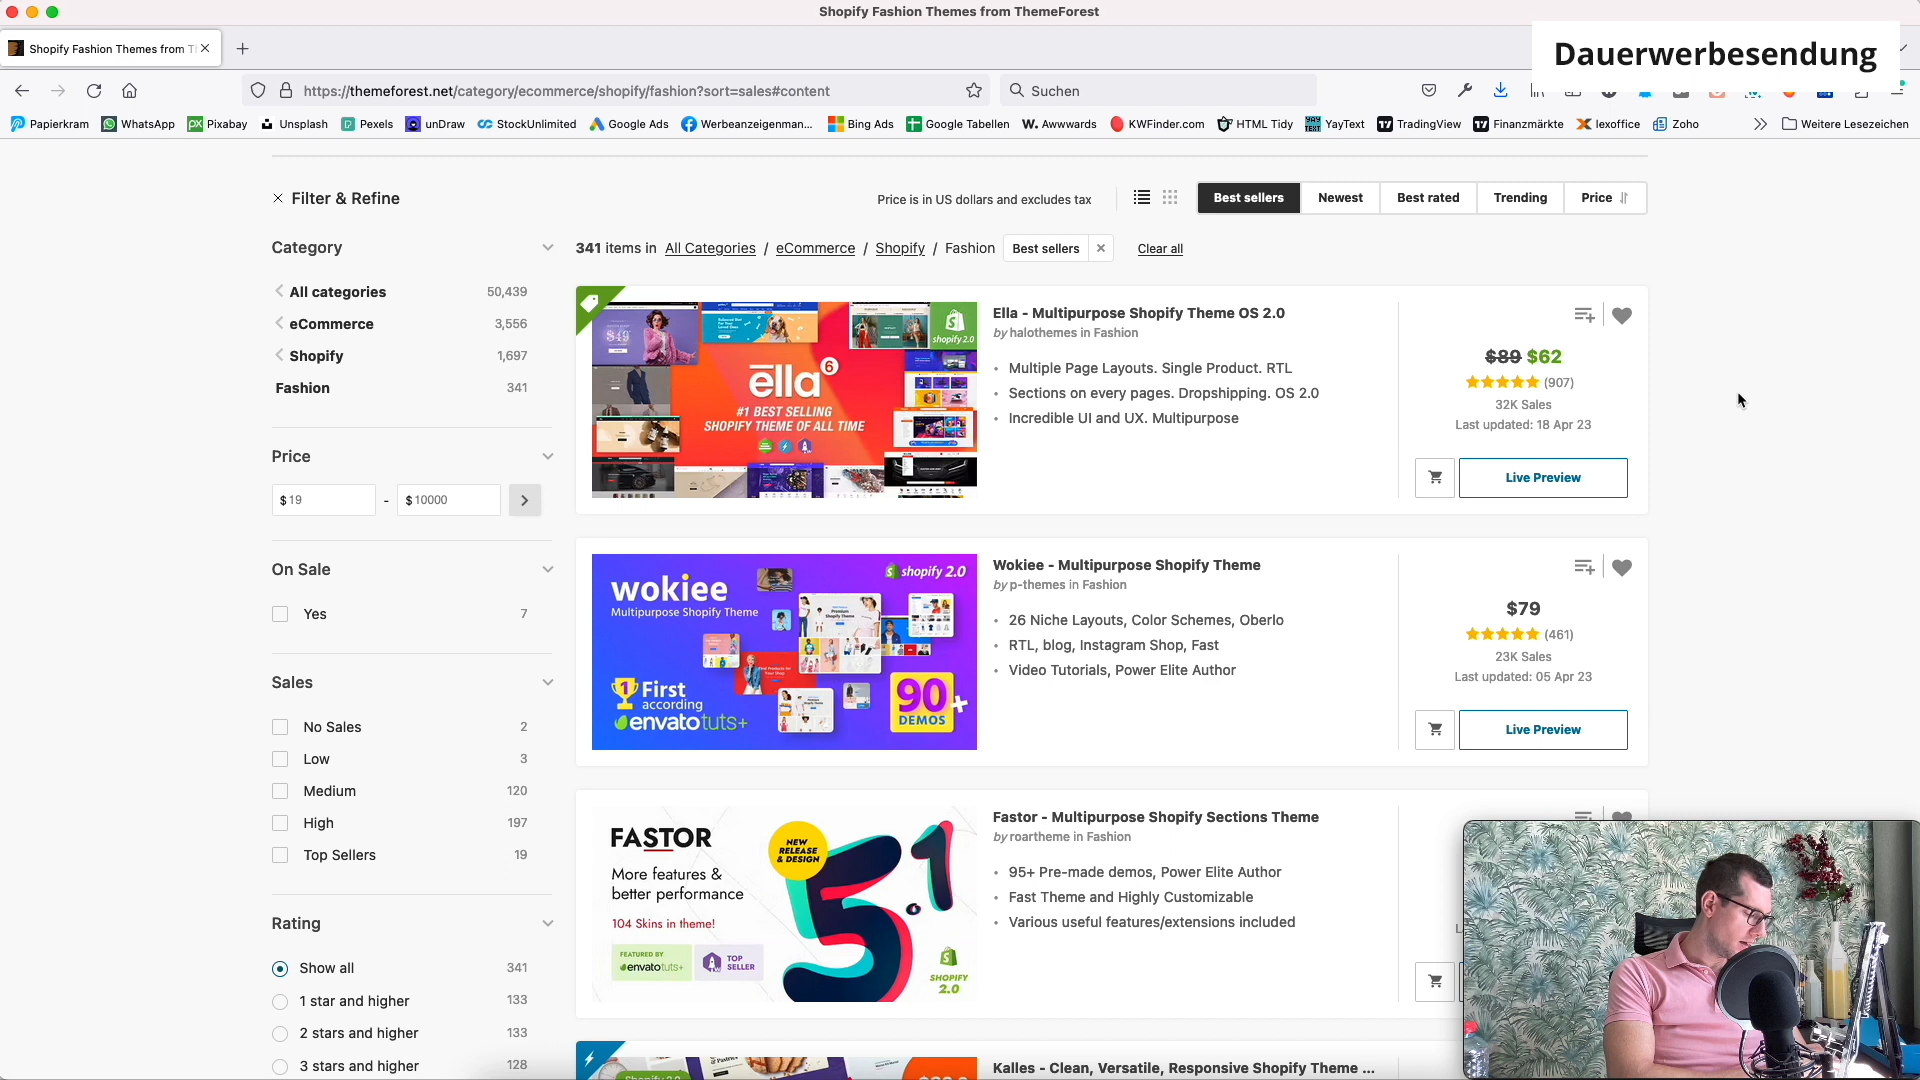 Shopify Fashion Themes from ThemeForest
Shopify Fashion Themes from T
Dauerwerbesendung
https://themeforest.net/category/ecommerce/shopify/fashion?sort=sales#content
Suchen
Papierkram WhatsApp Pixabay Unsplash Pexels unDraw StockUnlimited Google Ads Werbeanzeigenman... Bing Ads Google Tabellen W. Awwwards KWFinder.com HTML Tidy YayText TradingView Finanzmärkte lexoffice Zoho Weitere Lesezeichen
Filter & Refine
Price is in US dollars and excludes tax
Best sellers Newest Best rated Trending Price
Category
341 items in All Categories / eCommerce / Shopify / Fashion Best sellers Clear all
All categories 50,439
eCommerce 3,556
Shopify 1,697
Fashion 341
Price
$ 19 - $ 10000
On Sale
Yes 7
Sales
No Sales 2
Low 3
Medium 120
High 197
Top Sellers 19
Rating
Show all 341
1 star and higher 133
2 stars and higher 133
3 stars and higher 128
shopify 2.0
ella 6
#1 BEST SELLING
SHOPIFY THEME OF ALL TIME
Ella - Multipurpose Shopify Theme OS 2.0
by halothemes in Fashion
• Multiple Page Layouts. Single Product. RTL
• Sections on every pages. Dropshipping. OS 2.0
• Incredible UI and UX. Multipurpose
$89 $62
(907)
32K Sales
Last updated: 18 Apr 23
Live Preview
shopify 2.0
wokiee
Multipurpose Shopify Theme
1 First
according
envatotuts+
90+
DEMOS
Wokiee - Multipurpose Shopify Theme
by p-themes in Fashion
• 26 Niche Layouts, Color Schemes, Oberlo
• RTL, blog, Instagram Shop, Fast
• Video Tutorials, Power Elite Author
$79
(461)
23K Sales
Last updated: 05 Apr 23
Live Preview
FASTOR
NEW
RELEASE
& DESIGN
More features &
better performance
104 Skins in theme!
FEATURED BY
envatotuts+
TOP
SELLER
5.1
SHOPIFY
2.0
Fastor - Multipurpose Shopify Sections Theme
by roartheme in Fashion
• 95+ Pre-made demos, Power Elite Author
• Fast Theme and Highly Customizable
• Various useful features/extensions included
Kalles - Clean, Versatile, Responsive Shopify Theme ...